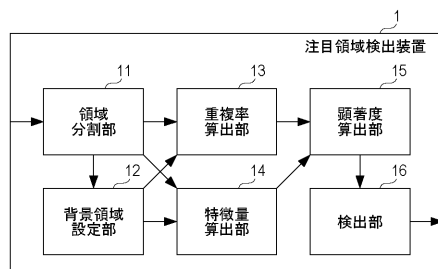 1
注目領域検出装置
11
領域
分割部
13
重複率
算出部
15
顕著度
算出部
12
背景領域
設定部
14
特徴量
算出部
16
検出部